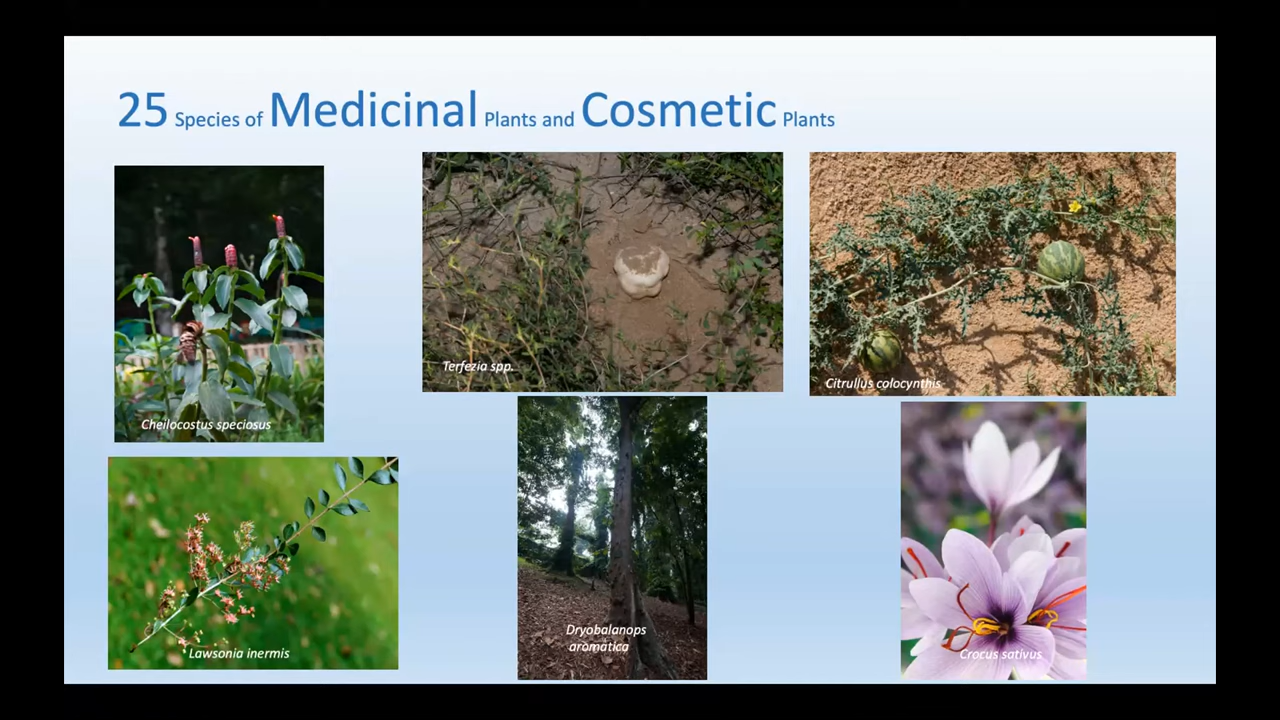 25 Species of Medicinal Plants and Cosmetic Plants
Terfezia spp.
Citrullus colocynthis
Cheilocostus speciosus
Lawsonia inermis
Dryobalanops
aromatica
Crocus sativus